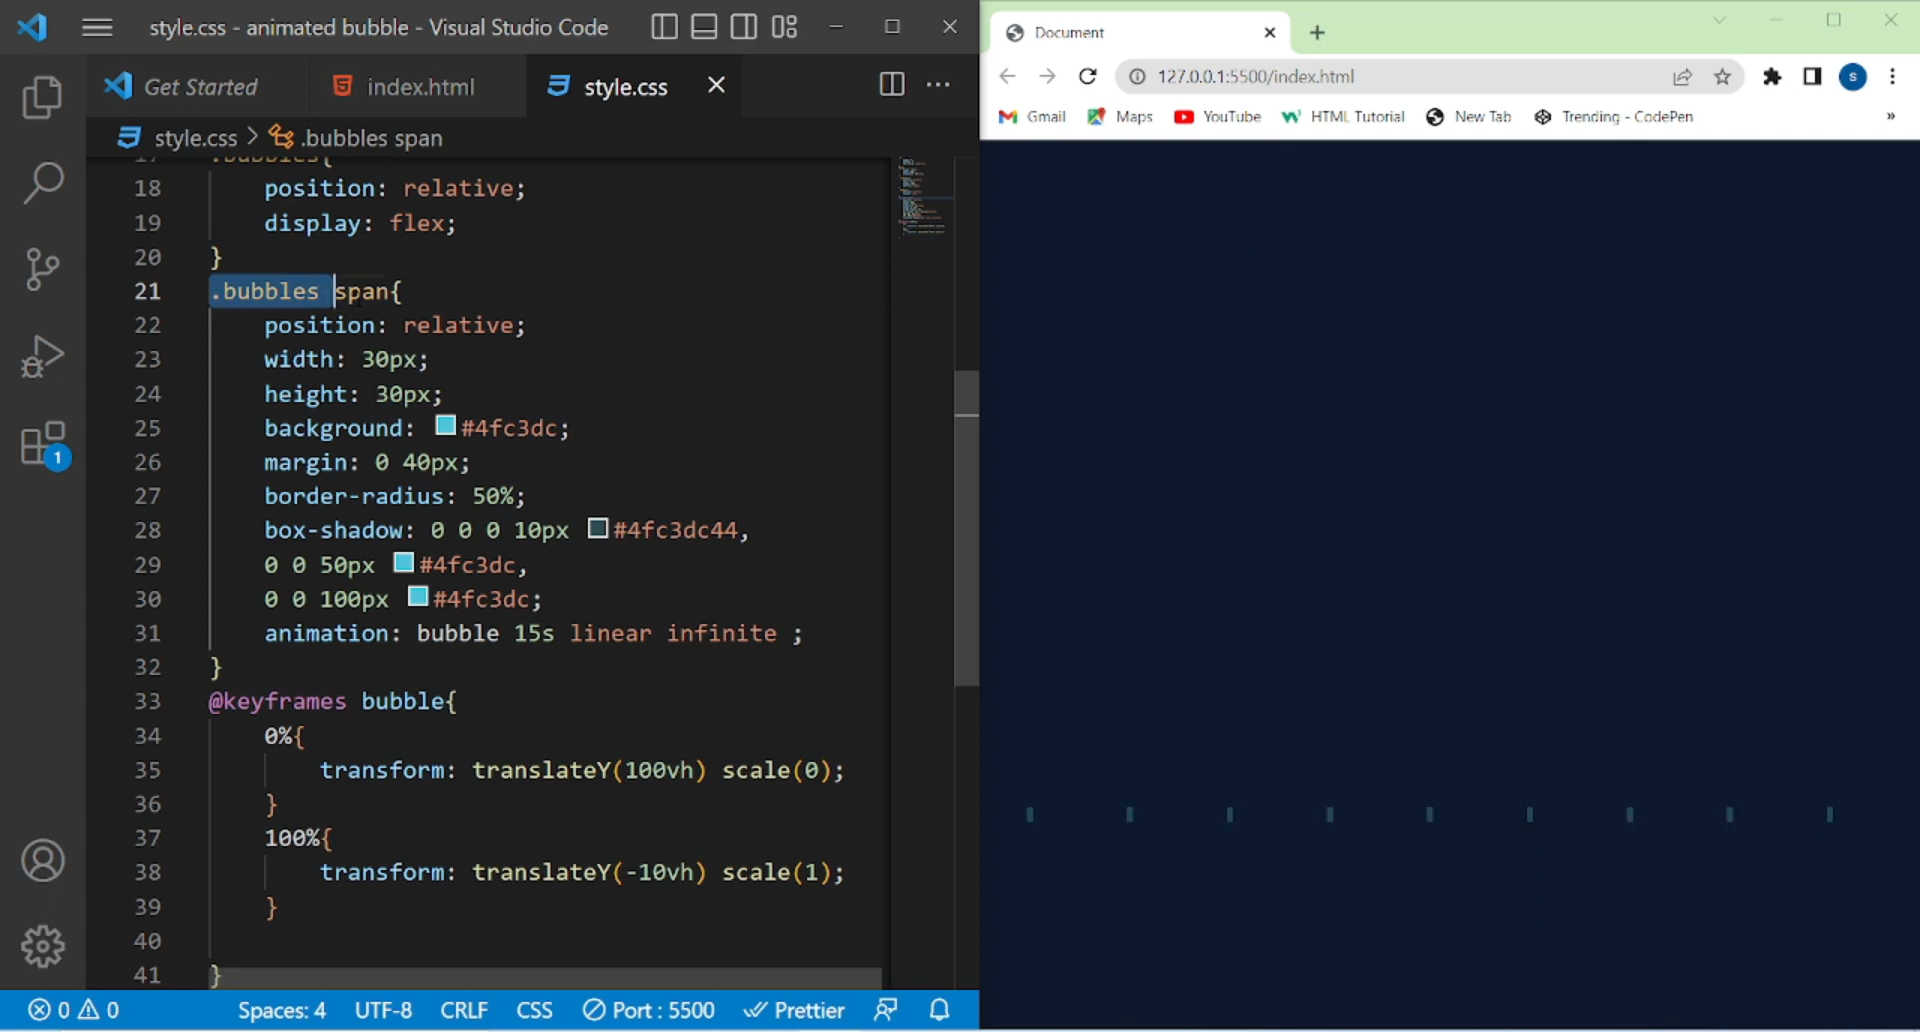 style.css - animated bubble - Visual Studio Code
Get Started
index.html
style.css
style.css > .bubbles span
17 .bubbles{
18 position: relative;
19 display: flex;
20 }
21 .bubbles span{
22 position: relative;
23 width: 30px;
24 height: 30px;
25 background: #4fc3dc;
26 margin: 0 40px;
27 border-radius: 50%;
28 box-shadow: 0 0 0 10px #4fc3dc44,
29 0 0 50px #4fc3dc,
30 0 0 100px #4fc3dc;
31 animation: bubble 15s linear infinite ;
32 }
33 @keyframes bubble{
34 0%{
35 transform: translateY(100vh) scale(0);
36 }
37 100%{
38 transform: translateY(-10vh) scale(1);
39 }
40
41 }
1
0 0 Spaces: 4 UTF-8 CRLF CSS Port : 5500 Prettier
Document
127.0.0.1:5500/index.html
s
Gmail Maps YouTube HTML Tutorial New Tab Trending - CodePen »